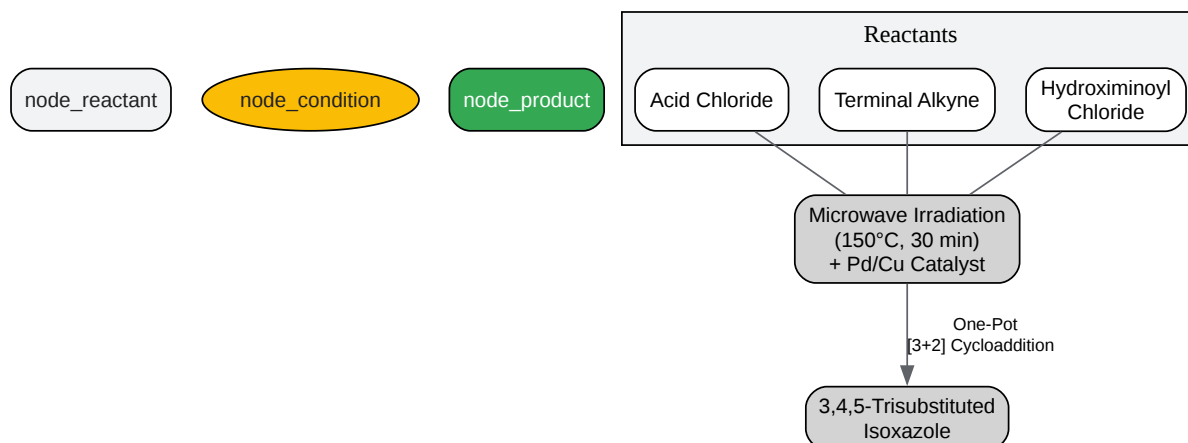 node_reactant
node_condition
node_product
Reactants
Acid Chloride
Terminal Alkyne
Hydroximinoyl
Chloride
Microwave Irradiation
(150°C, 30 min)
+ Pd/Cu Catalyst
One-Pot
[3+2] Cycloaddition
3,4,5-Trisubstituted
Isoxazole